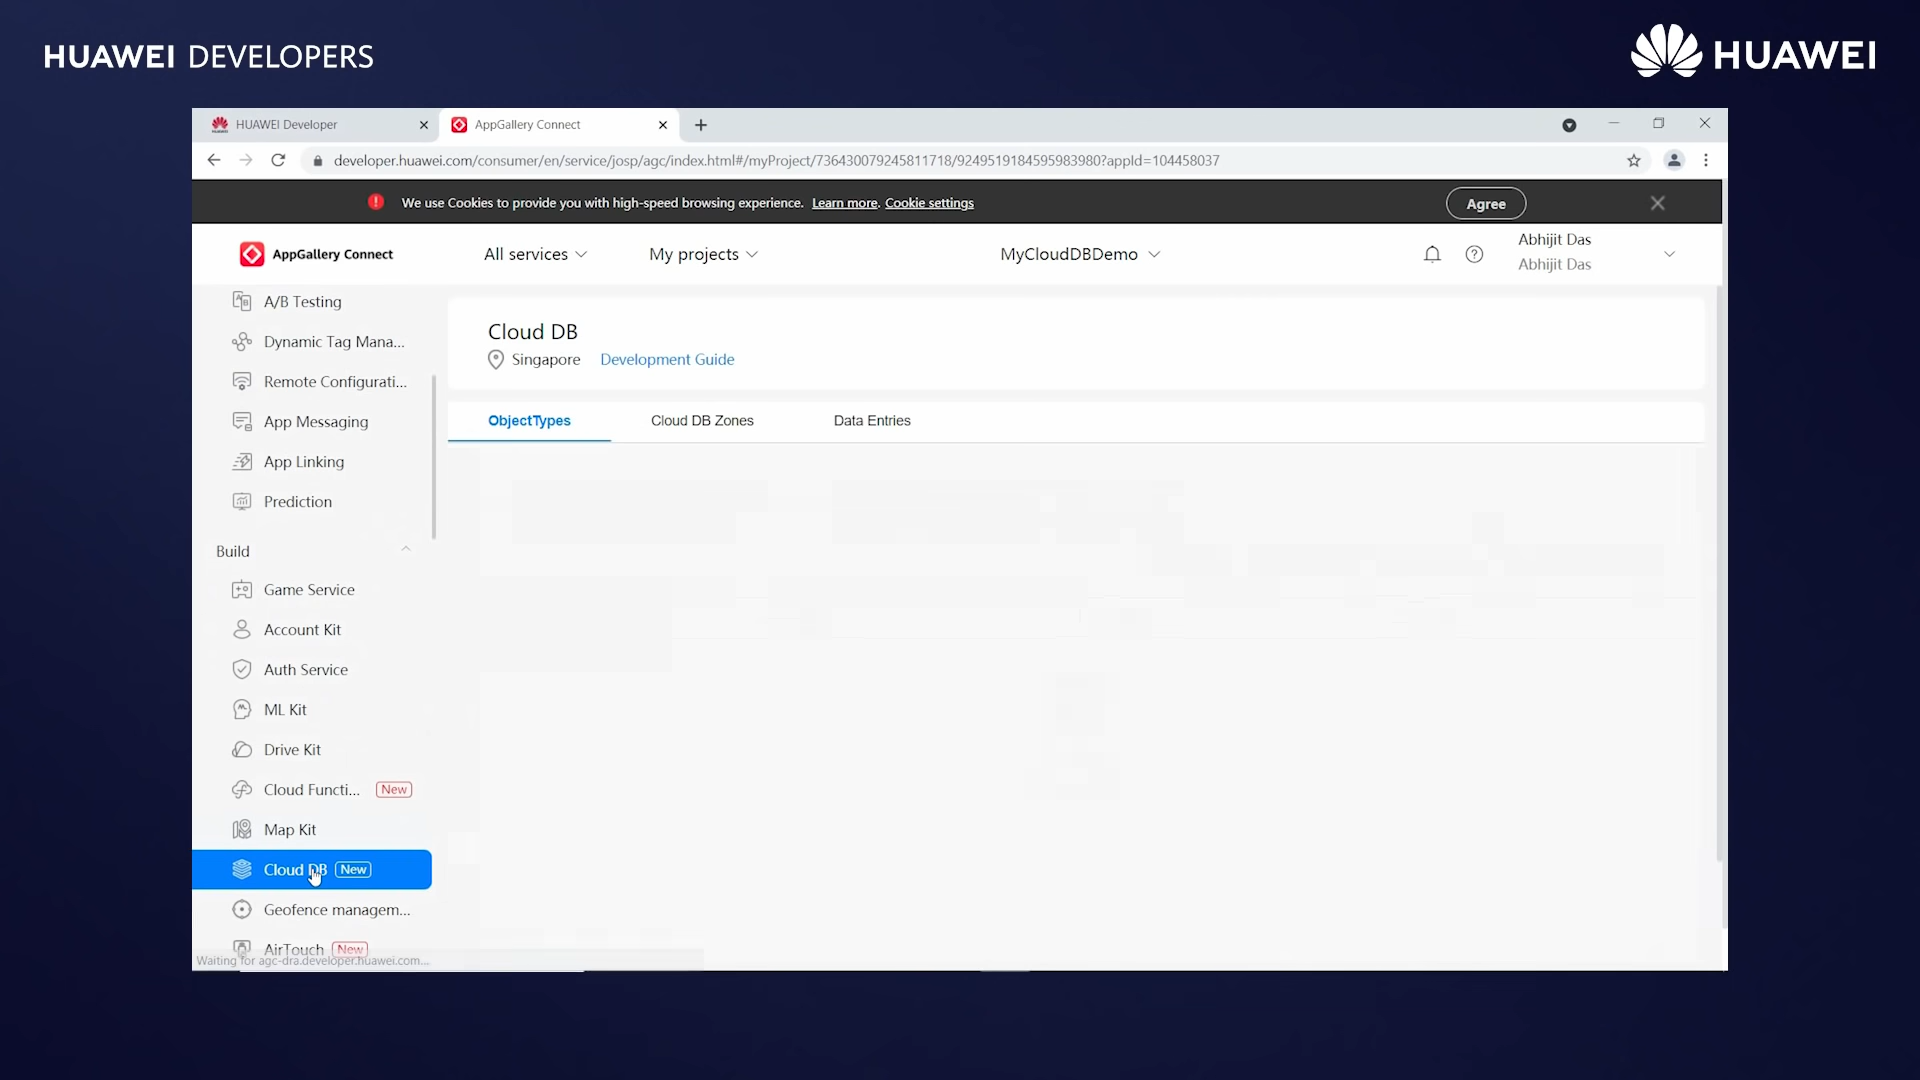 HUAWEI DEVELOPERS
HUAWEI
HUAWEI Developer
AppGallery Connect
developer.huawei.com/consumer/en/service/josp/agc/index.html#/myProject/736430079245811718/9249519184595983980?appId=104458037
We use Cookies to provide you with high-speed browsing experience. Learn more. Cookie settings
Agree
AppGallery Connect
All services
My projects
MyCloudDBDemo
Abhijit Das
Abhijit Das
A/B Testing
Dynamic Tag Mana...
Remote Configurati...
App Messaging
App Linking
Prediction
Build
Game Service
Account Kit
Auth Service
ML Kit
Drive Kit
Cloud Functi... New
Map Kit
Cloud DB New
Geofence managem...
AirTouch New
Waiting for agc-dra.developer.huawei.com...
Cloud DB
Singapore Development Guide
ObjectTypes
Cloud DB Zones
Data Entries